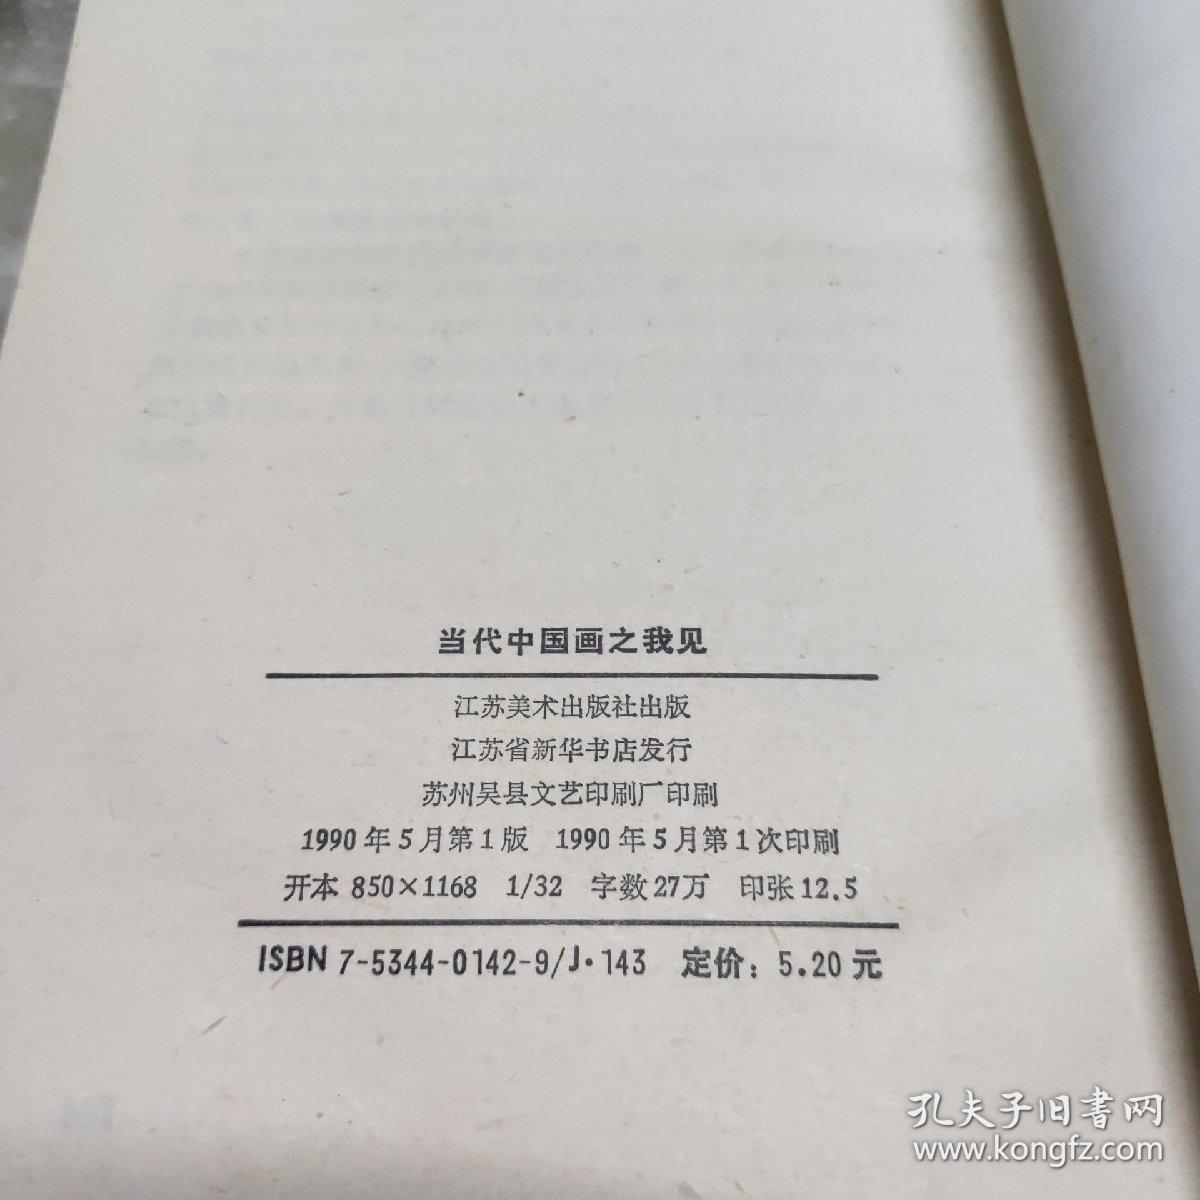 当代中国画之我见
江苏美术出版社出版
江苏省新华书店发行
苏州吴县文艺印刷厂印刷
1990年5月第1版 1990年5月第1次印刷
开本 850×1168 1/32 字数27万 印张12.5
ISBN 7-5344-0142-9/J·143 定价：5.20元
孔夫子旧书网
www.kongfz.com